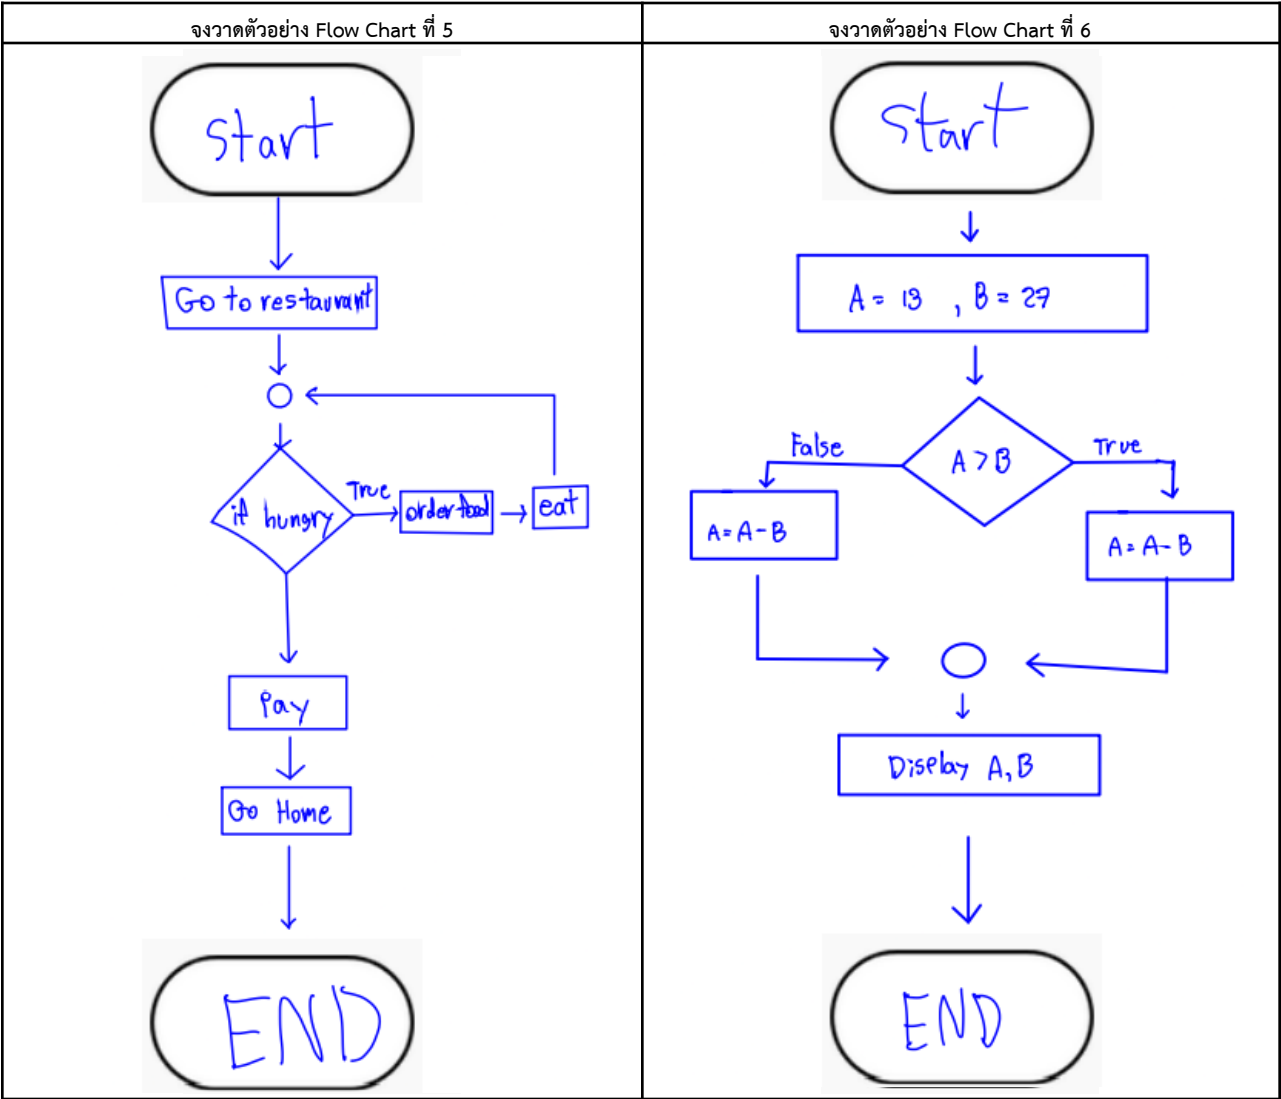 จงวาดตัวอย่าง Flow Chart ที่ 5
Start
Go to restaurant
if hungry
True
order food
eat
Pay
Go Home
END
จงวาดตัวอย่าง Flow Chart ที่ 6
Start
A = 13 , B = 27
A > B
False
True
A = A - B
A = A - B
Display A, B
END